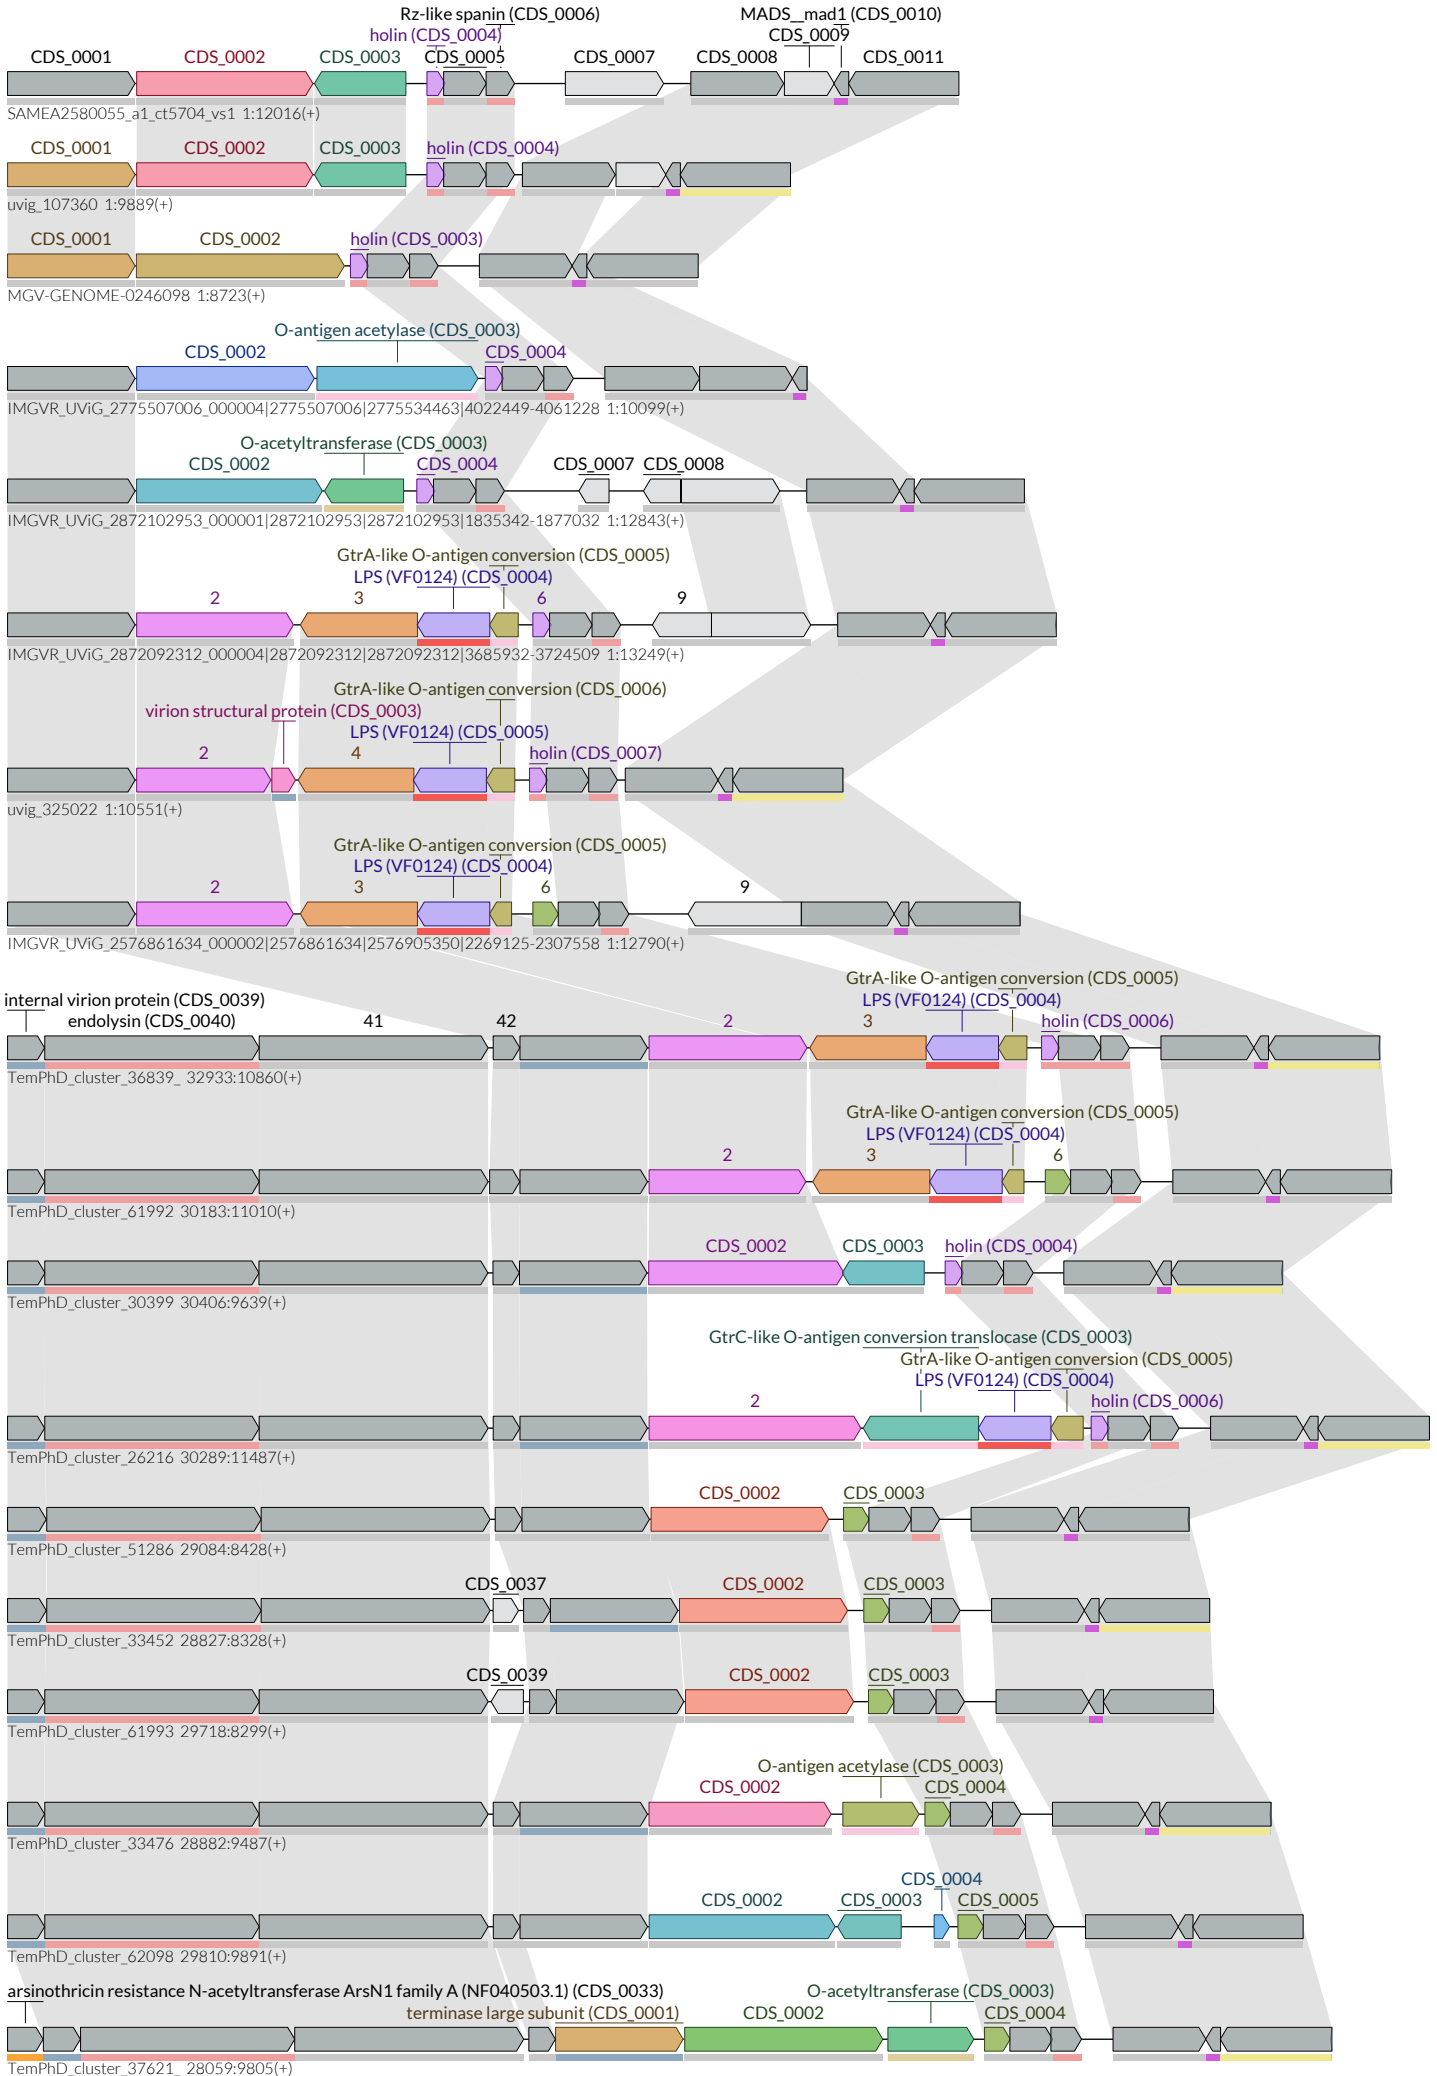 Rz-like spanin (CDS_0006) MADS__mad1 (CDS_0010)
holin (CDS_0004) CDS_0009
CDS_0001 CDS_0002 CDS_0003 CDS_0005 CDS_0007 CDS_0008 CDS_0011
SAMEA2580055_a1_ct5704_vs1 1:12016(+)
CDS_0001 CDS_0002 CDS_0003 holin (CDS_0004)
uvig_107360 1:9889(+)
CDS_0001 CDS_0002 holin (CDS_0003)
MGV-GENOME-0246098 1:8723(+)
O-antigen acetylase (CDS_0003)
CDS_0002 CDS_0004
IMGVR_UViG_2775507006_000004|2775507006|2775534463|4022449-4061228 1:10099(+)
O-acetyltransferase (CDS_0003)
CDS_0002 CDS_0004 CDS_0007 CDS_0008
IMGVR_UViG_2872102953_000001|2872102953|2872102953|1835342-1877032 1:12843(+)
GtrA-like O-antigen conversion (CDS_0005)
LPS (VF0124) (CDS_0004)
2 3 6 9
IMGVR_UViG_2872092312_000004|2872092312|2872092312|3685932-3724509 1:13249(+)
GtrA-like O-antigen conversion (CDS_0006)
virion structural protein (CDS_0003)
LPS (VF0124) (CDS_0005)
2 4 holin (CDS_0007)
uvig_325022 1:10551(+)
GtrA-like O-antigen conversion (CDS_0005)
LPS (VF0124) (CDS_0004)
2 3 6 9
IMGVR_UViG_2576861634_000002|2576861634|2576905350|2269125-2307558 1:12790(+)
GtrA-like O-antigen conversion (CDS_0005)
internal virion protein (CDS_0039) LPS (VF0124) (CDS_0004)
endolysin (CDS_0040) 41 42 2 3 holin (CDS_0006)
TemPhD_cluster_36839_ 32933:10860(+)
GtrA-like O-antigen conversion (CDS_0005)
LPS (VF0124) (CDS_0004)
2 3 6
TemPhD_cluster_61992 30183:11010(+)
CDS_0002 CDS_0003 holin (CDS_0004)
TemPhD_cluster_30399 30406:9639(+)
GtrC-like O-antigen conversion translocase (CDS_0003)
GtrA-like O-antigen conversion (CDS_0005)
LPS (VF0124) (CDS_0004)
2 holin (CDS_0006)
TemPhD_cluster_26216 30289:11487(+)
CDS_0002 CDS_0003
TemPhD_cluster_51286 29084:8428(+)
CDS_0037 CDS_0002 CDS_0003
TemPhD_cluster_33452 28827:8328(+)
CDS_0039 CDS_0002 CDS_0003
TemPhD_cluster_61993 29718:8299(+)
O-antigen acetylase (CDS_0003)
CDS_0002 CDS_0004
TemPhD_cluster_33476 28882:9487(+)
CDS_0004
CDS_0002 CDS_0003 CDS_0005
TemPhD_cluster_62098 29810:9891(+)
arsinothricin resistance N-acetyltransferase ArsN1 family A (NF040503.1) (CDS_0033) O-acetyltransferase (CDS_0003)
terminase large subunit (CDS_0001) CDS_0002 CDS_0004
TemPhD_cluster_37621_ 28059:9805(+)